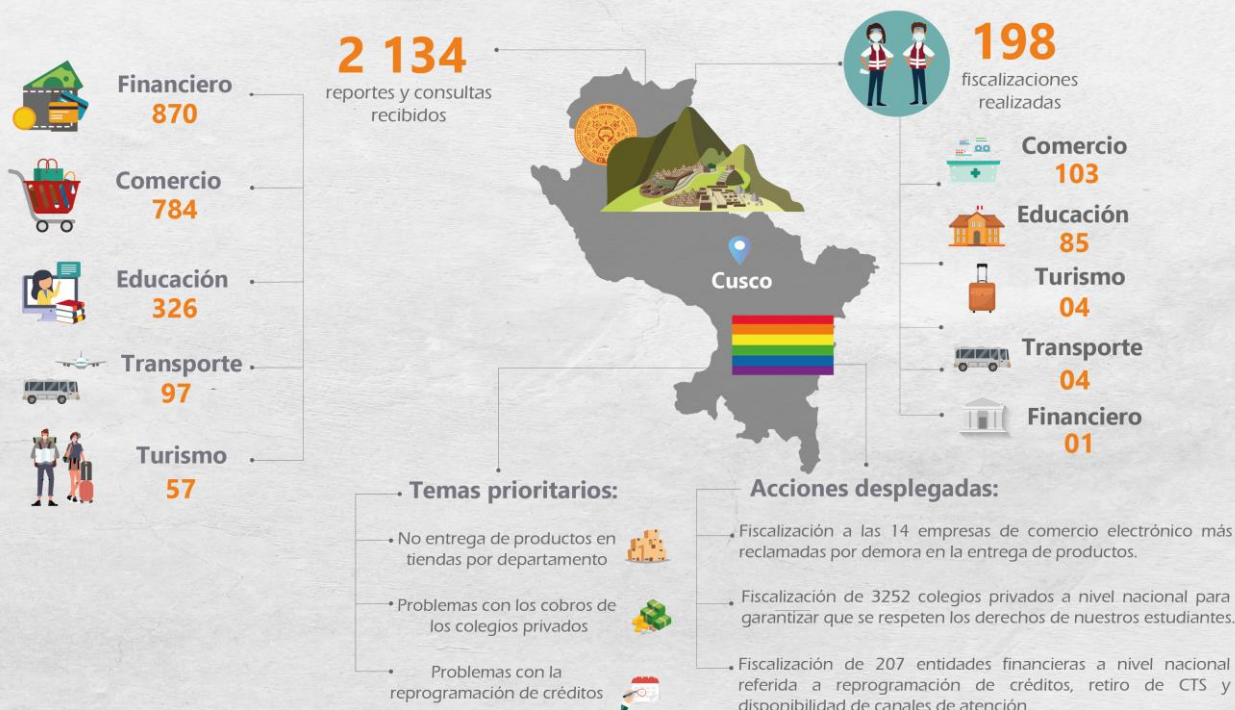 2 134
reportes y consultas
recibidos
Financiero
870
Comercio
784
Educación
326
Transporte
97
Turismo
57
Cusco
198
fiscalizaciones
realizadas
Comercio
103
Educación
85
Turismo
04
Transporte
04
Financiero
01
Temas prioritarios:
No entrega de productos en
tiendas por departamento
Problemas con los cobros de
los colegios privados
Problemas con la
reprogramación de créditos
Acciones desplegadas:
Fiscalización a las 14 empresas de comercio electrónico más
reclamadas por demora en la entrega de productos.
Fiscalización de 3252 colegios privados a nivel nacional para
garantizar que se respeten los derechos de nuestros estudiantes.
Fiscalización de 207 entidades financieras a nivel nacional
referida a reprogramación de créditos, retiro de CTS y
disponibilidad de canales de atención.